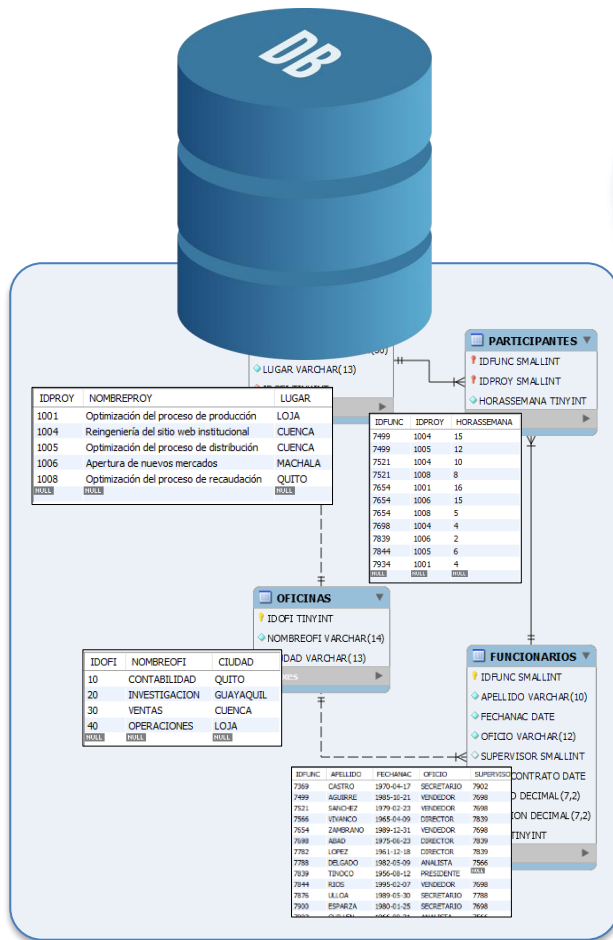 DB
LUGAR VARCHAR(13)
PARTICIPANTES
IDFUNC SMALLINT
IDPROY SMALLINT
HORASSEMANA TINYINT
IDPROY NOMBREPROY LUGAR
1001 Optimización del proceso de producción LOJA
1004 Reingeniería del sitio web institucional CUENCA
1005 Optimización del proceso de distribución CUENCA
1006 Apertura de nuevos mercados MACHALA
1008 Optimización del proceso de recaudación QUITO
NULL NULL NULL
IDFUNC IDPROY HORASSEMANA
7499 1004 15
7499 1005 12
7521 1004 10
7521 1008 8
7654 1001 16
7654 1006 15
7654 1008 5
7698 1004 4
7839 1006 2
7844 1005 6
7934 1001 4
NULL NULL NULL
OFICINAS
IDOFI TINYINT
NOMBREOFI VARCHAR(14)
UDAD VARCHAR(13)
xes
IDOFI NOMBREOFI CIUDAD
10 CONTABILIDAD QUITO
20 INVESTIGACION GUAYAQUIL
30 VENTAS CUENCA
40 OPERACIONES LOJA
NULL NULL NULL
FUNCIONARIOS
IDFUNC SMALLINT
APELLIDO VARCHAR(10)
FECHANAC DATE
OFICIO VARCHAR(12)
SUPERVISOR SMALLINT
CONTRATO DATE
O DECIMAL(7,2)
ION DECIMAL(7,2)
TINYINT
IDFUNC APELLIDO FECHANAC OFICIO SUPERVISO
7369 CASTRO 1970-04-17 SECRETARIO 7902
7499 AGUIRRE 1985-10-21 VENDEDOR 7698
7521 SANCHEZ 1979-02-23 VENDEDOR 7698
7566 VIVANCO 1965-04-09 DIRECTOR 7839
7654 ZAMBRANO 1989-12-31 VENDEDOR 7698
7698 ABAD 1975-06-23 DIRECTOR 7839
7782 LOPEZ 1961-12-18 DIRECTOR 7839
7788 DELGADO 1982-05-09 ANALISTA 7566
7839 TINOCO 1956-08-12 PRESIDENTE NULL
7844 RIOS 1995-02-07 VENDEDOR 7698
7876 ULLOA 1989-05-30 SECRETARIO 7788
7900 ESPARZA 1980-01-25 SECRETARIO 7698